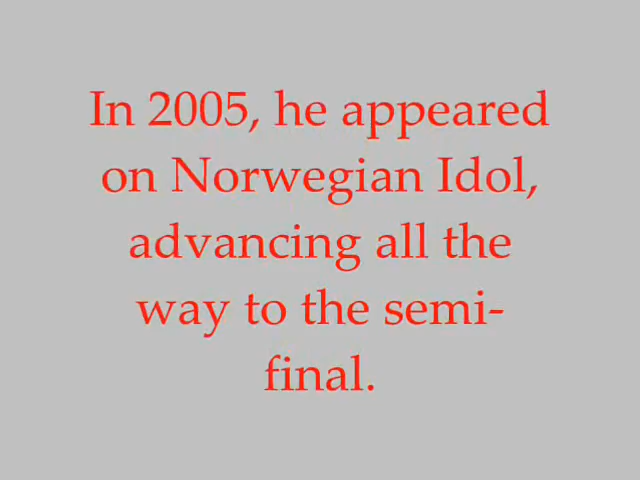 In 2005, he appeared
on Norwegian Idol,
advancing all the
way to the semi-
final.